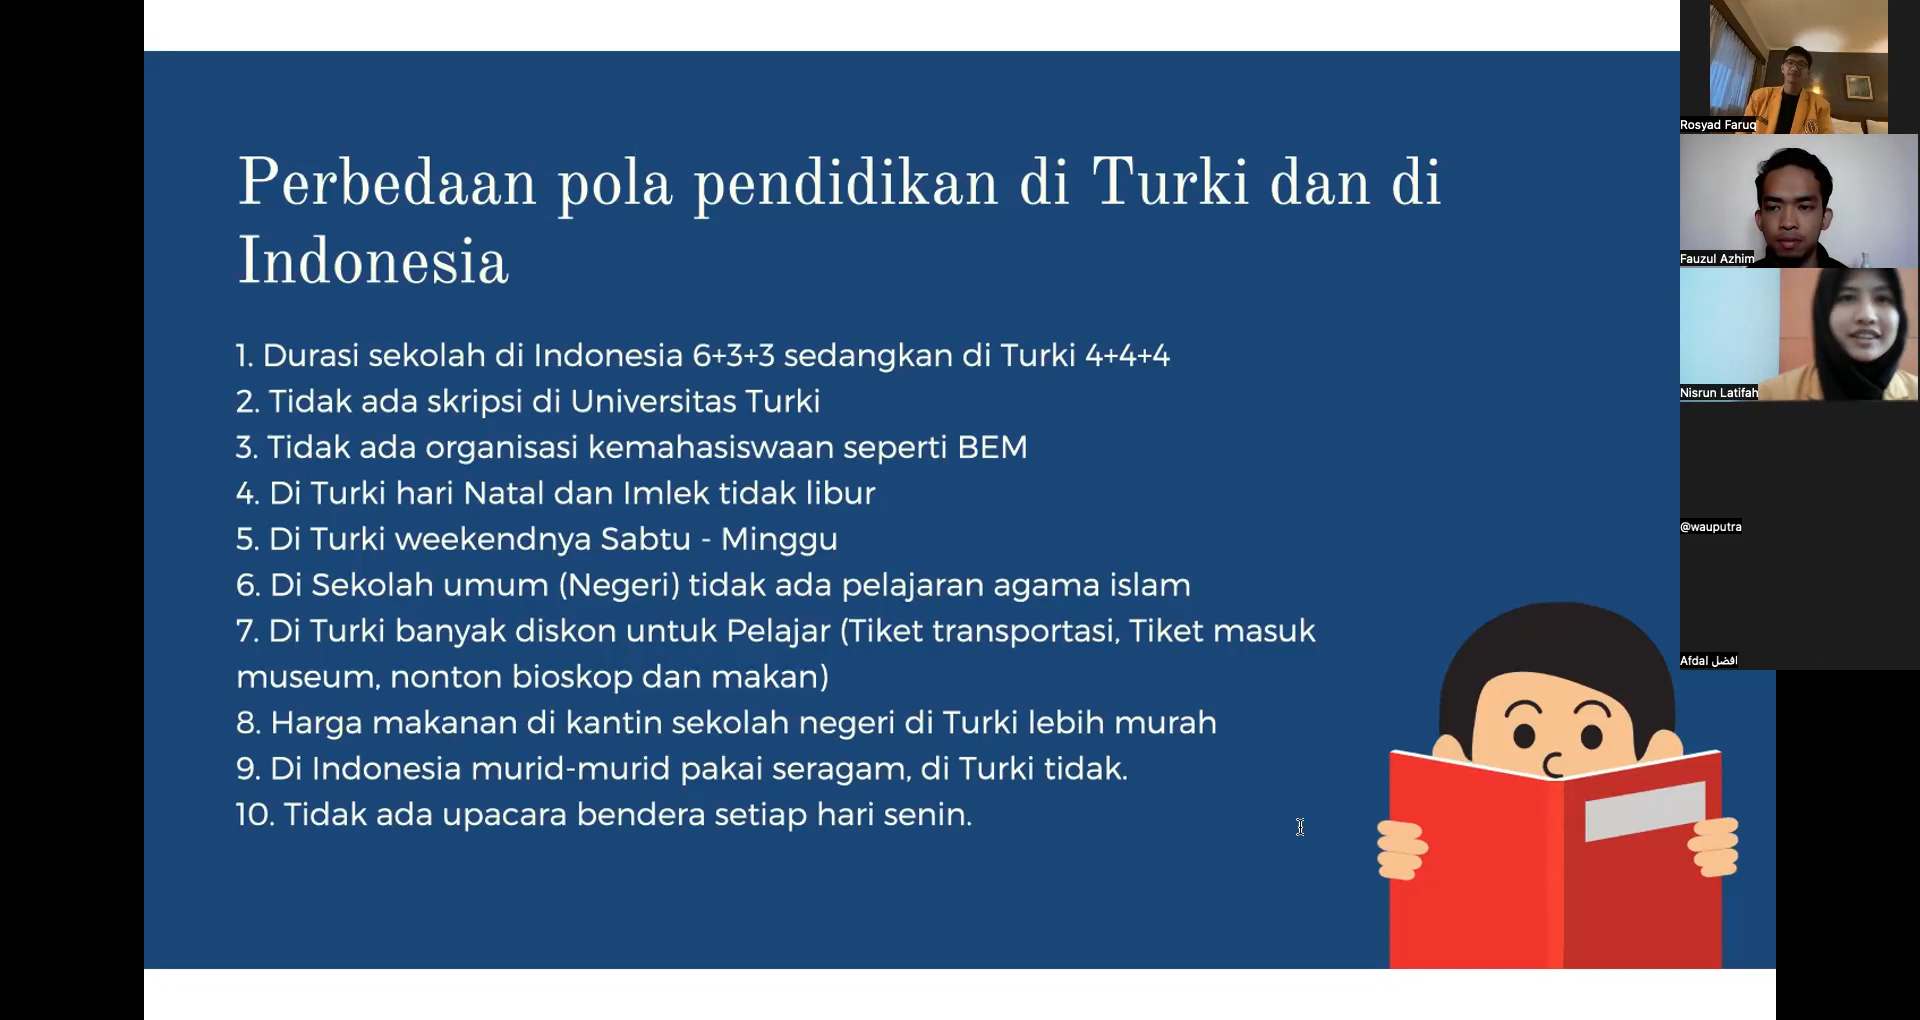 Perbedaan pola pendidikan di Turki dan di
Indonesia
1. Durasi sekolah di Indonesia 6+3+3 sedangkan di Turki 4+4+4
2. Tidak ada skripsi di Universitas Turki
3. Tidak ada organisasi kemahasiswaan seperti BEM
4. Di Turki hari Natal dan Imlek tidak libur
5. Di Turki weekendnya Sabtu - Minggu
6. Di Sekolah umum (Negeri) tidak ada pelajaran agama islam
7. Di Turki banyak diskon untuk Pelajar (Tiket transportasi, Tiket masuk
museum, nonton bioskop dan makan)
8. Harga makanan di kantin sekolah negeri di Turki lebih murah
9. Di Indonesia murid-murid pakai seragam, di Turki tidak.
10. Tidak ada upacara bendera setiap hari senin.
Rosyad Faruq
Fauzul Azhim
Nisrun Latifah
@wauputra
Afdal افضل